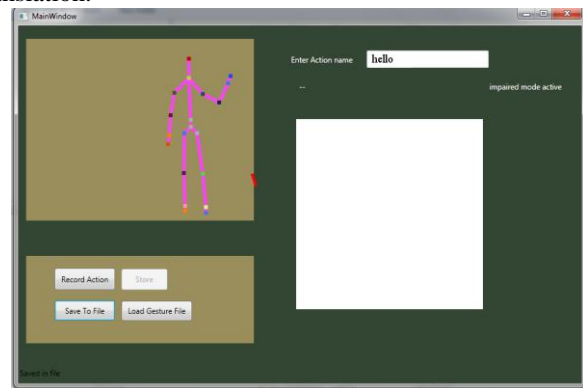 nslation.
MainWindow
Enter Action name
hello
--
impaired mode active
Record Action
Store
Save To File
Load Gesture File
Saved in file